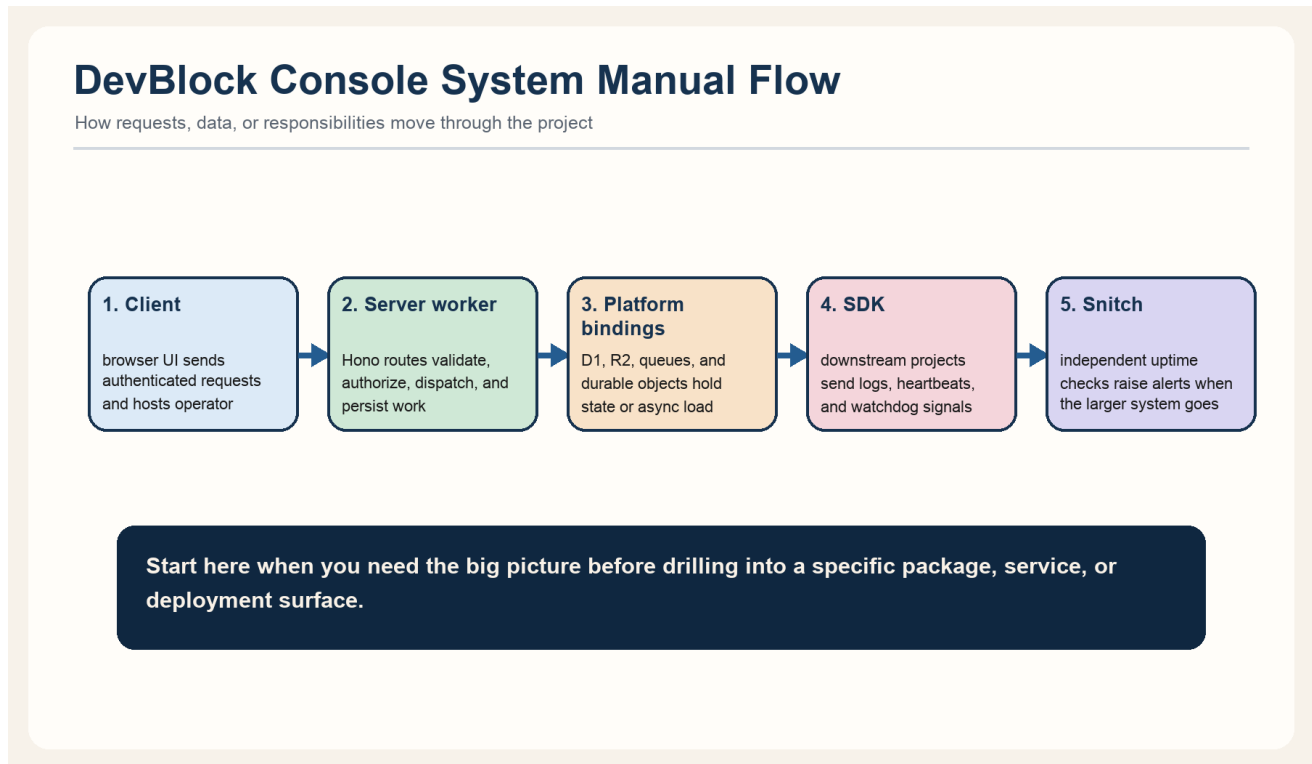 DevBlock Console System Manual Flow
How requests, data, or responsibilities move through the project
1. Client
browser UI sends
authenticated requests
and hosts operator
2. Server worker
Hono routes validate,
authorize, dispatch, and
persist work
3. Platform
bindings
D1, R2, queues, and
durable objects hold
state or async load
4. SDK
downstream projects
send logs, heartbeats,
and watchdog signals
5. Snitch
independent uptime
checks raise alerts when
the larger system goes
Start here when you need the big picture before drilling into a specific package, service, or
deployment surface.